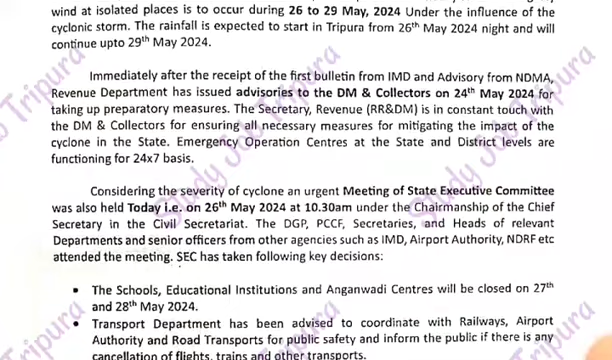 wind at isolated places is to occur during 26 to 29 May, 2024 Under the influence of the
cyclonic storm. The rainfall is expected to start in Tripura from 26th May 2024 night and will
continue upto 29th May 2024.
Immediately after the receipt of the first bulletin from IMD and Advisory from NDMA,
Revenue Department has issued advisories to the DM & Collectors on 24th May 2024 for
taking up preparatory measures. The Secretary, Revenue (RR&DM) is in constant touch with
the DM & Collectors for ensuring all necessary measures for mitigating the impact of the
cyclone in the State. Emergency Operation Centres at the State and District levels are
functioning for 24x7 basis.
Considering the severity of cyclone an urgent Meeting of State Executive Committee
was also held Today i.e. on 26th May 2024 at 10.30am under the Chairmanship of the Chief
Secretary in the Civil Secretariat. The DGP, PCCF, Secretaries, and Heads of relevant
Departments and senior officers from other agencies such as IMD, Airport Authority, NDRF etc
attended the meeting. SEC has taken following key decisions:
• The Schools, Educational Institutions and Anganwadi Centres will be closed on 27th
and 28th May 2024.
• Transport Department has been advised to coordinate with Railways, Airport
Authority and Road Transports for public safety and inform the public if there is any
cancellation of flights, trains and other transports.
Study Job Tripura